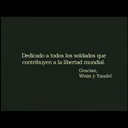 Dedicado a todos los soldados que
contribuyen a la libertad mundial.
Gracias,
Wisin y Yandel